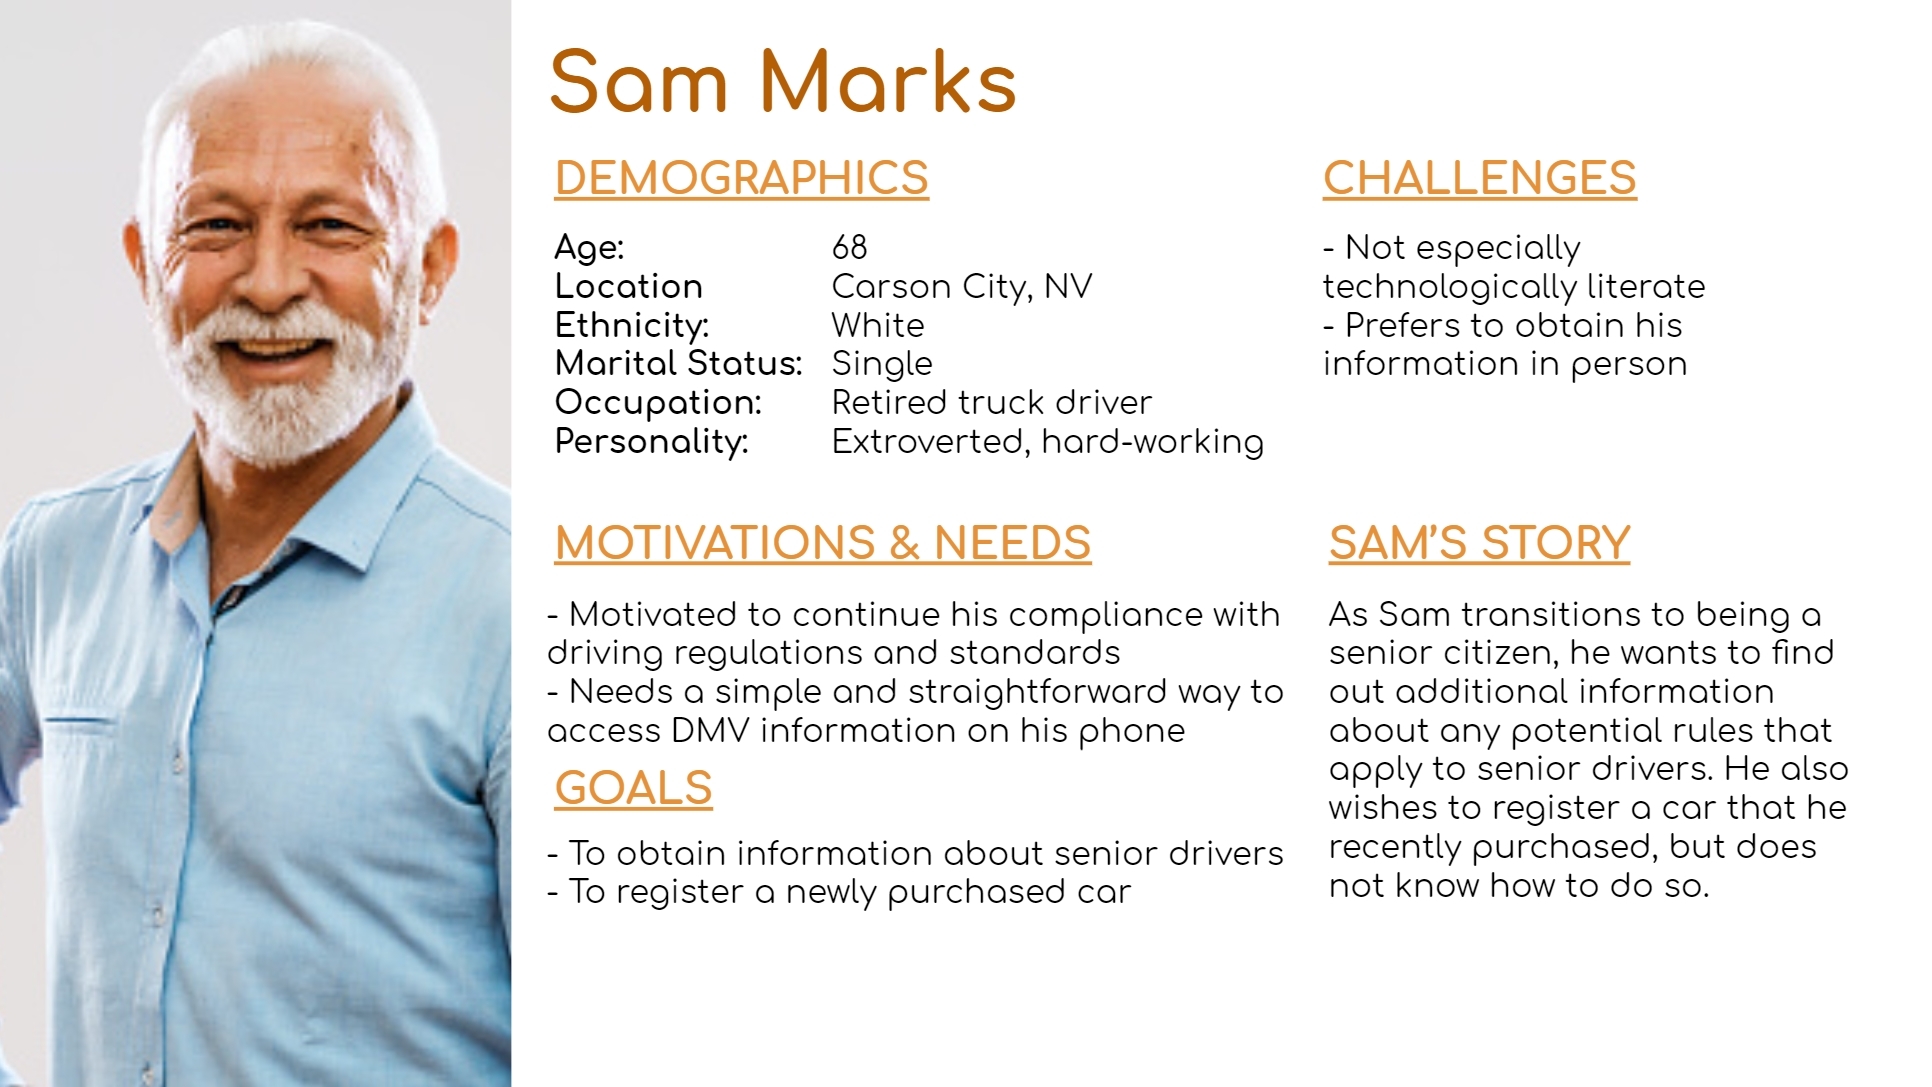 Sam Marks
DEMOGRAPHICS
Age: 68
Location Carson City, NV
Ethnicity: White
Marital Status: Single
Occupation: Retired truck driver
Personality: Extroverted, hard-working
CHALLENGES
- Not especially
technologically literate
- Prefers to obtain his
information in person
MOTIVATIONS & NEEDS
- Motivated to continue his compliance with
driving regulations and standards
- Needs a simple and straightforward way to
access DMV information on his phone
GOALS
- To obtain information about senior drivers
- To register a newly purchased car
SAM’S STORY
As Sam transitions to being a
senior citizen, he wants to find
out additional information
about any potential rules that
apply to senior drivers. He also
wishes to register a car that he
recently purchased, but does
not know how to do so.